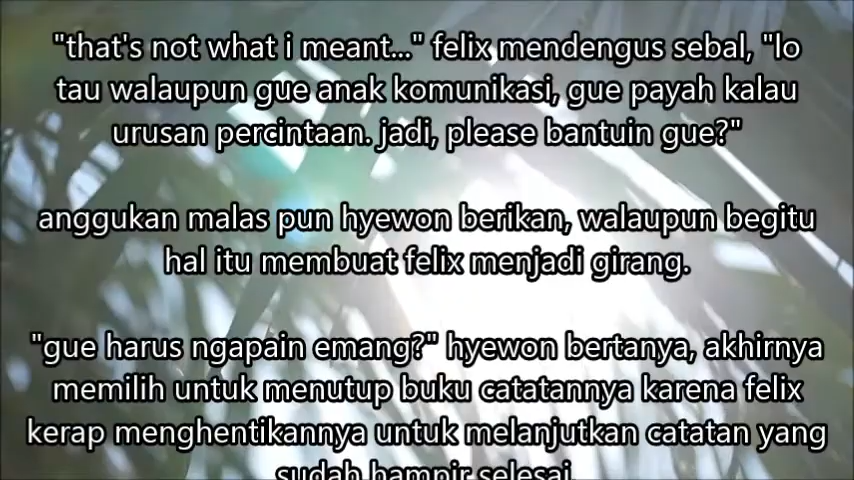 "that's not what i meant..." felix mendengus sebal, "lo
tau walaupun gue anak komunikasi, gue payah kalau
urusan percintaan. jadi, please bantuin gue?"
anggukan malas pun hyewon berikan, walaupun begitu
hal itu membuat felix menjadi girang.
"gue harus ngapain emang?" hyewon bertanya, akhirnya
memilih untuk menutup buku catatannya karena felix
kerap menghentikannya untuk melanjutkan catatan yang
sudah hampir selesai.